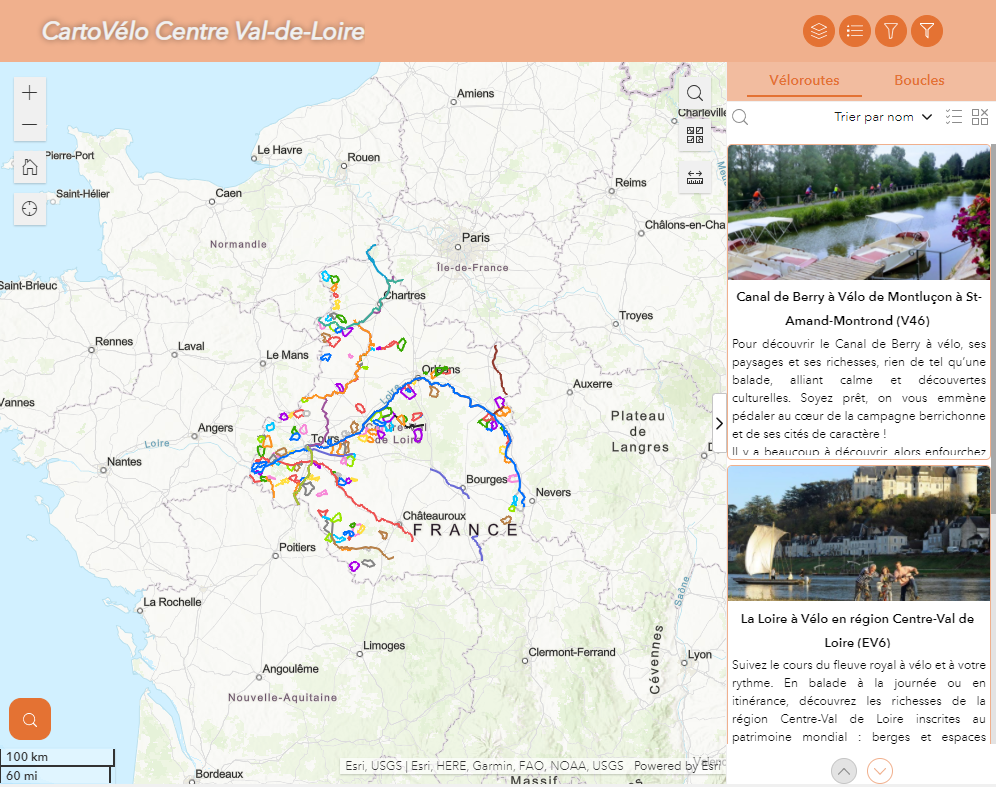 CartoVélo Centre Val-de-Loire
Véloroutes
Boucles
Trier par nom
Canal de Berry à Vélo de Montluçon à St-
Amand-Montrond (V46)
Pour découvrir le Canal de Berry à vélo, ses
paysages et ses richesses, rien de tel qu'une
balade, alliant calme et découvertes
culturelles. Soyez prêt, on vous emmène
pédaler au cœur de la campagne berrichonne
et de ses cités de caractère !
Il y a beaucoup à découvrir, alors enfourchez
La Loire à Vélo en région Centre-Val de
Loire (EV6)
Suivez le cours du fleuve royal à vélo et à votre
rythme. En balade à la journée ou en
itinérance, découvrez les richesses de la
région Centre-Val de Loire inscrites au
patrimoine mondial : berges et espaces
Amiens
Charleville
Le Havre
Rouen
Pierre-Port
Saint-Hélier
Caen
Reims
Châlons-en-Cha
Normandie
Paris
Île-de-France
Saint-Brieuc
Chartres
Troyes
Rennes
Laval
Le Mans
Orléans
Auxerre
Vannes
Loire
Plateau
de
Langres
Angers
Tours
de Loire
Loire
Nantes
Bourges
Nevers
Châteauroux
FRANCE
Poitiers
Saône
La Rochelle
Limoges
Clermont-Ferrand
Cévennes
Lyon
Angoulême
Nouvelle-Aquitaine
100 km
60 mi
Bordeaux
Esri, USGS | Esri, HERE, Garmin, FAO, NOAA, USGS
Powered by Esri
Massif